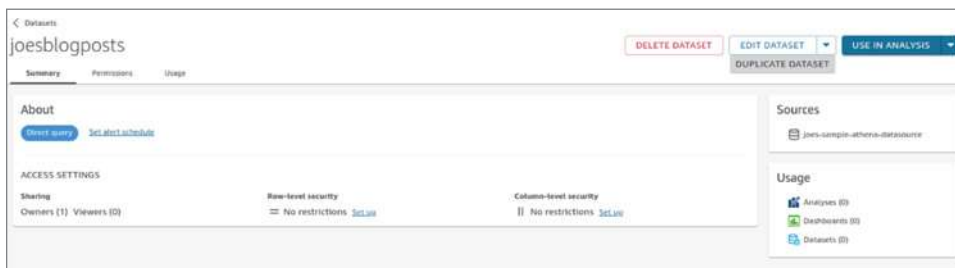 Datasets
joesblogposts
DELETE DATASET
EDIT DATASET
USE IN ANALYSIS
DUPLICATE DATASET
Summary Permissions Usage
About
Direct query Set alert schedule
ACCESS SETTINGS
Sharing Row-level security Column-level security
Owners (1) Viewers (0) No restrictions Set up No restrictions Set up
Sources
joes-sample-athena-datasource
Usage
Analyses (0)
Dashboards (0)
Datasets (0)